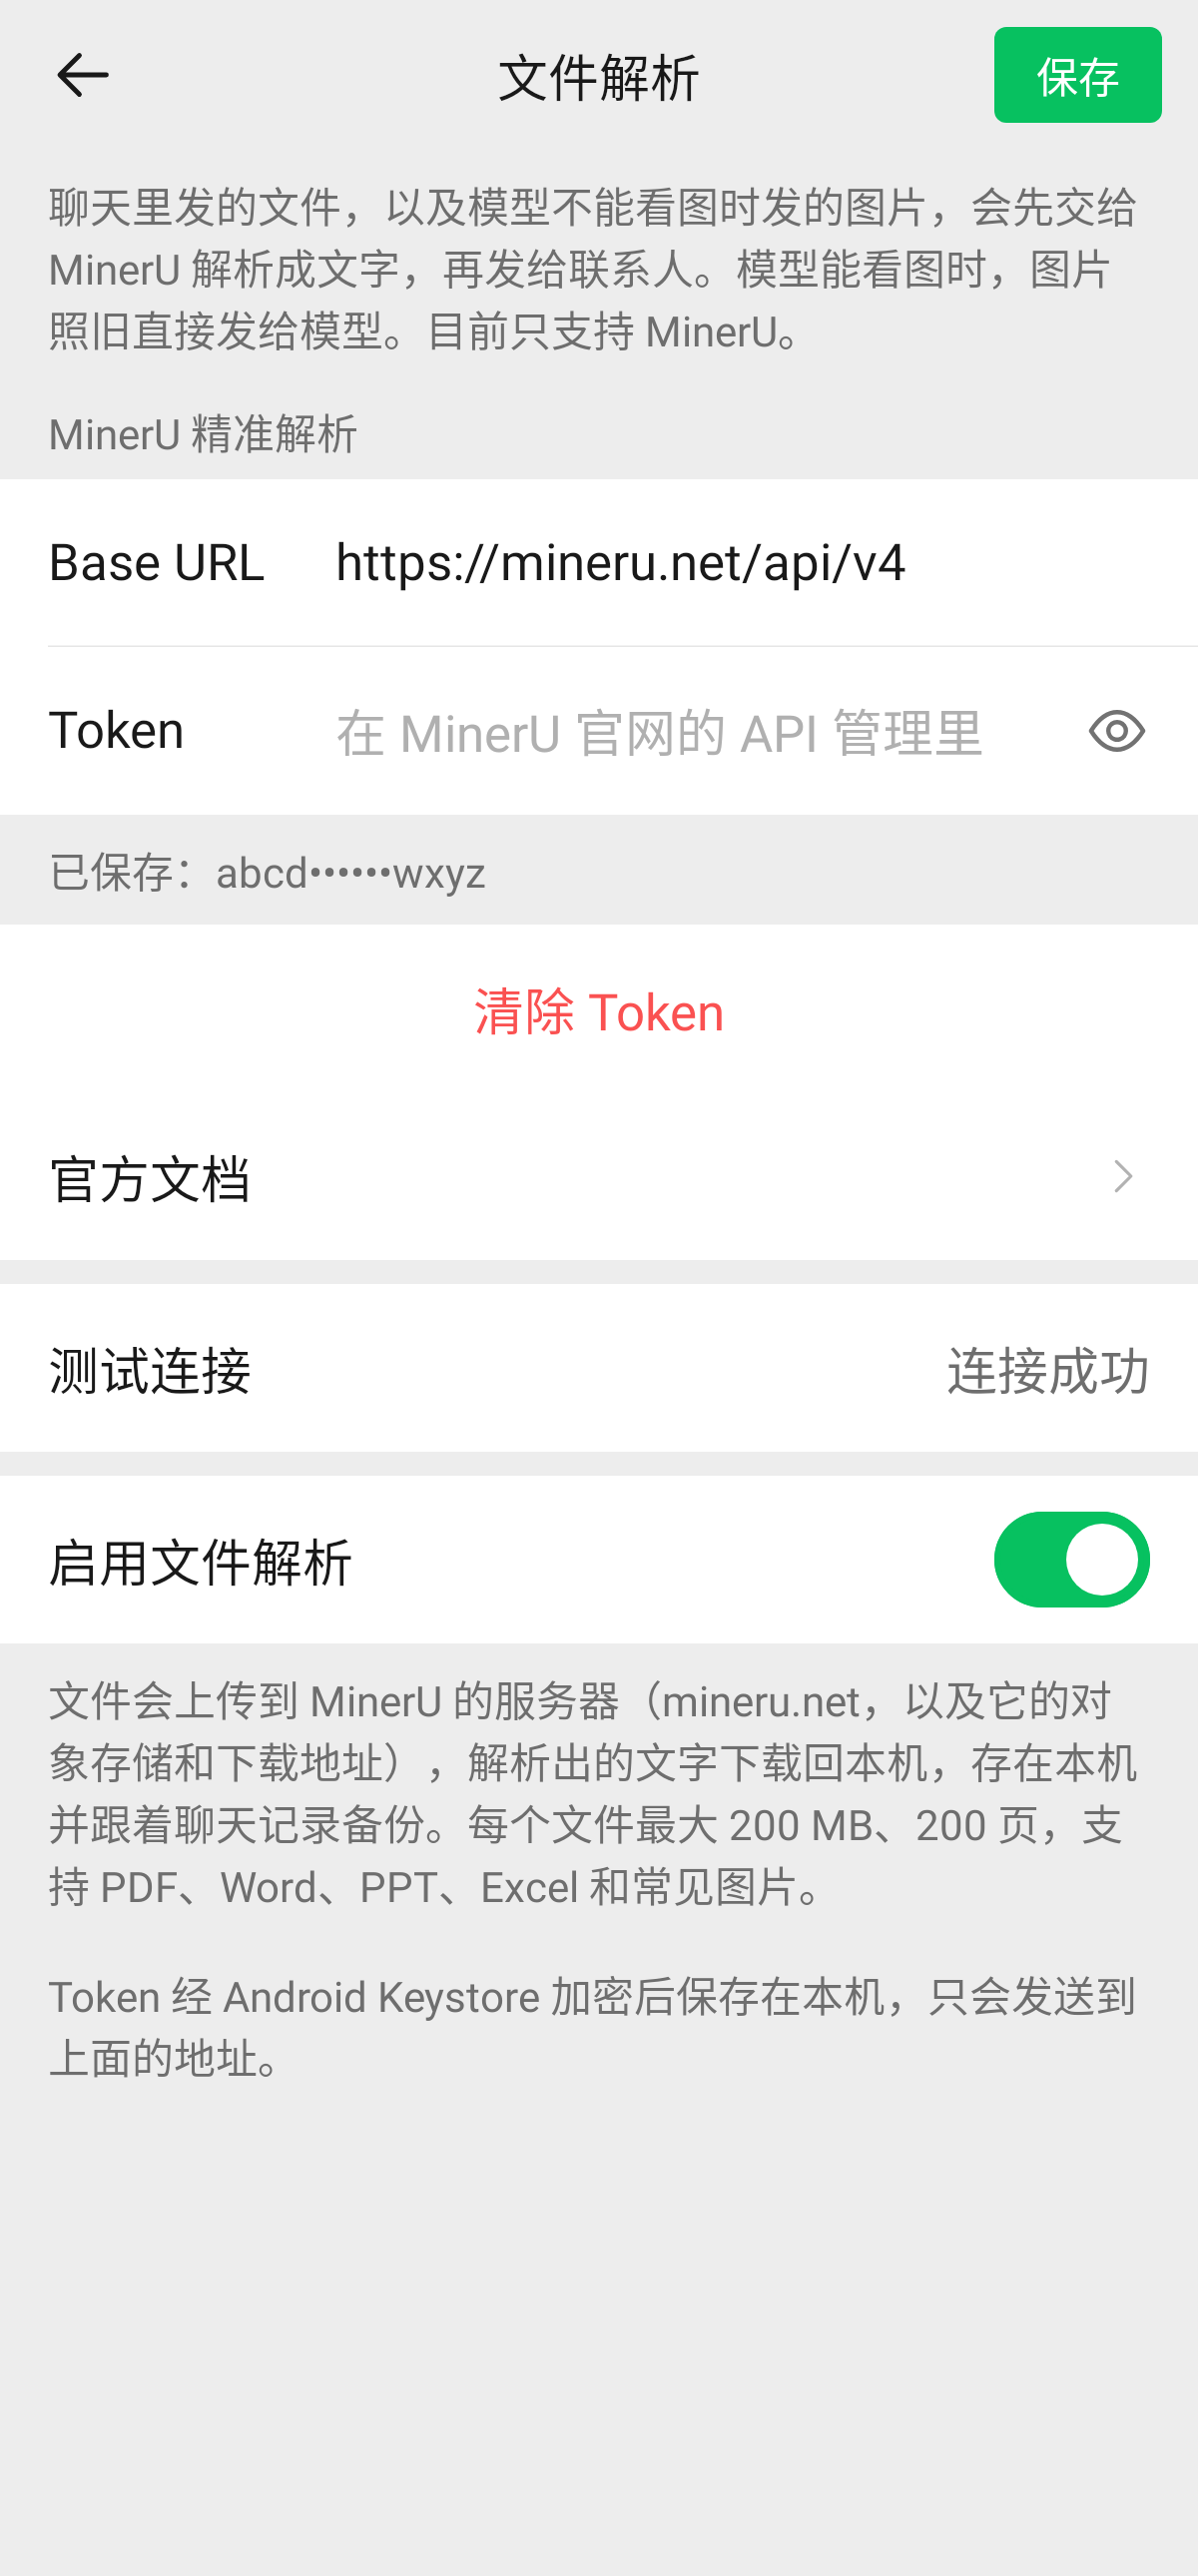 文件解析
保存
聊天里发的文件，以及模型不能看图时发的图片，会先交给
MinerU 解析成文字，再发给联系人。模型能看图时，图片
照旧直接发给模型。目前只支持 MinerU。
MinerU 精准解析
Base URL https://mineru.net/api/v4
Token 在 MinerU 官网的 API 管理里
已保存：abcd••••••wxyz
清除 Token
官方文档
测试连接 连接成功
启用文件解析
文件会上传到 MinerU 的服务器（mineru.net，以及它的对
象存储和下载地址），解析出的文字下载回本机，存在本机
并跟着聊天记录备份。每个文件最大 200 MB、200 页，支
持 PDF、Word、PPT、Excel 和常见图片。
Token 经 Android Keystore 加密后保存在本机，只会发送到
上面的地址。